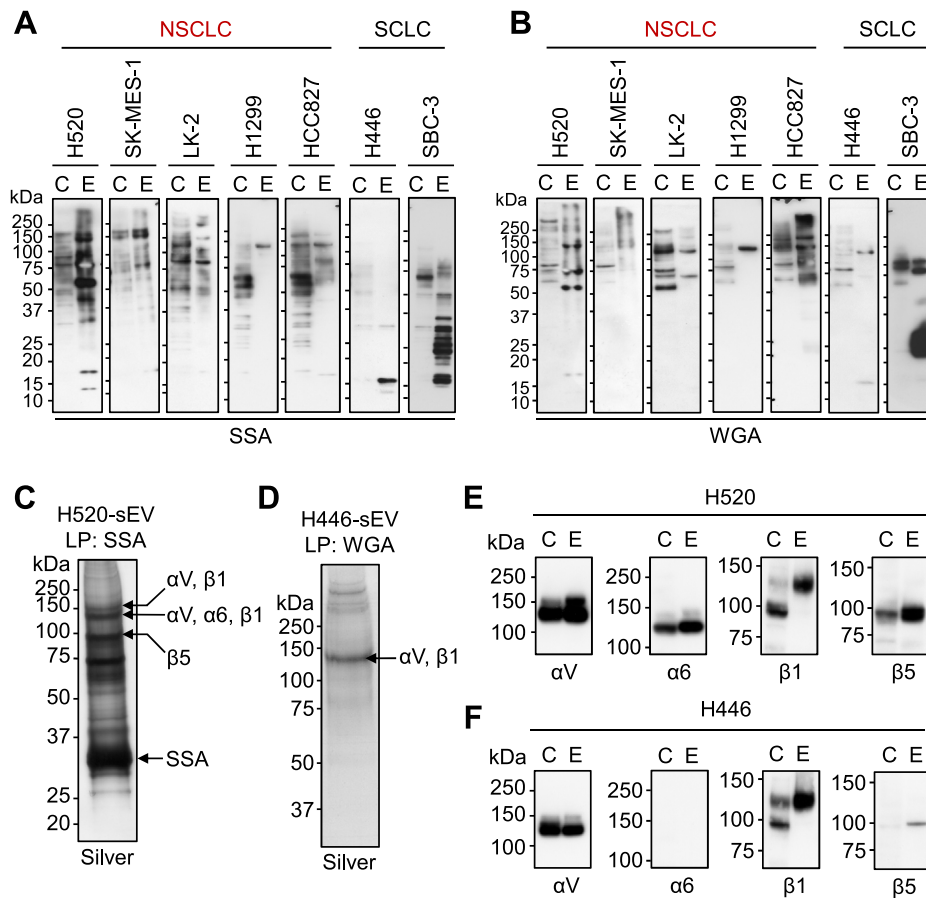 A
NSCLC
SCLC
H520
SK-MES-1
LK-2
H1299
HCC827
H446
SBC-3
C E C E C E C E C E C E C E
kDa
250
150
100
75
50
37
25
20
15
10
SSA
B
NSCLC
SCLC
H520
SK-MES-1
LK-2
H1299
HCC827
H446
SBC-3
C E C E C E C E C E C E C E
kDa
250
150
100
75
50
37
25
20
15
10
WGA
C
H520-sEV
LP: SSA
kDa
250
150
100
75
37
25
20
αV, β1
αV, α6, β1
β5
SSA
Silver
D
H446-sEV
LP: WGA
kDa
250
150
100
75
50
37
αV, β1
Silver
E
H520
kDa
C E
250
150
100
αV
C E
250
150
100
α6
C E
150
100
75
β1
C E
150
100
75
β5
F
H446
kDa
C E
250
150
100
αV
C E
250
150
100
α6
C E
150
100
75
β1
C E
150
100
75
β5